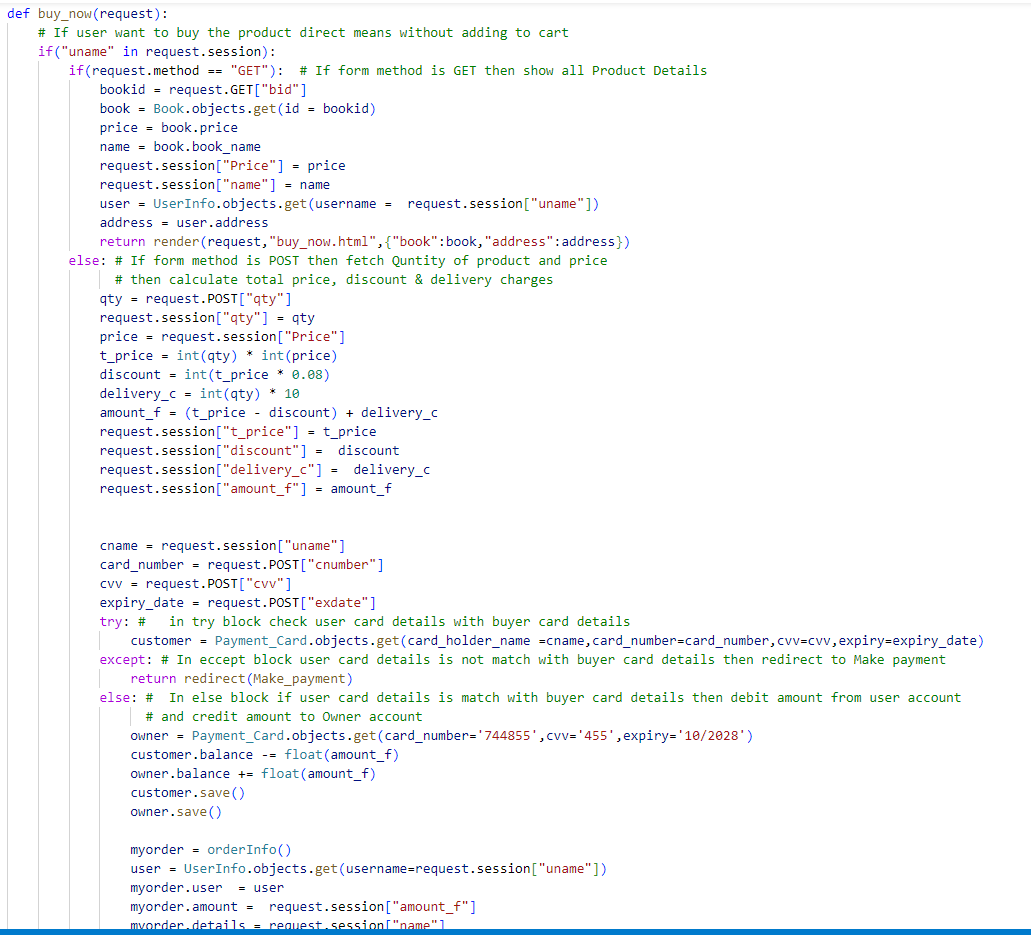 def buy_now(request):
    # If user want to buy the product direct means without adding to cart
    if("uname" in request.session):
        if(request.method == "GET"):  # If form method is GET then show all Product Details
            bookid = request.GET["bid"]
            book = Book.objects.get(id = bookid)
            price = book.price
            name = book.book_name
            request.session["Price"] = price
            request.session["name"] = name
            user = UserInfo.objects.get(username =  request.session["uname"])
            address = user.address
            return render(request,"buy_now.html",{"book":book,"address":address})
        else: # If form method is POST then fetch Quntity of product and price
              # then calculate total price, discount & delivery charges
            qty = request.POST["qty"]
            request.session["qty"] = qty
            price = request.session["Price"]
            t_price = int(qty) * int(price)
            discount = int(t_price * 0.08)
            delivery_c = int(qty) * 10
            amount_f = (t_price - discount) + delivery_c
            request.session["t_price"] = t_price
            request.session["discount"] =  discount
            request.session["delivery_c"] =  delivery_c
            request.session["amount_f"] = amount_f
            cname = request.session["uname"]
            card_number = request.POST["cnumber"]
            cvv = request.POST["cvv"]
            expiry_date = request.POST["exdate"]
            try: #   in try block check user card details with buyer card details
                customer = Payment_Card.objects.get(card_holder_name =cname,card_number=card_number,cvv=cvv,expiry=expiry_date)
            except: # In eccept block user card details is not match with buyer card details then redirect to Make payment
                return redirect(Make_payment)
            else: #  In else block if user card details is match with buyer card details then debit amount from user account
                  # and credit amount to Owner account
                owner = Payment_Card.objects.get(card_number='744855',cvv='455',expiry='10/2028')
                customer.balance -= float(amount_f)
                owner.balance += float(amount_f)
                customer.save()
                owner.save()
                myorder = orderInfo()
                user = UserInfo.objects.get(username=request.session["uname"])
                myorder.user  = user
                myorder.amount =  request.session["amount_f"]
                myorder.details = request.session["name"]